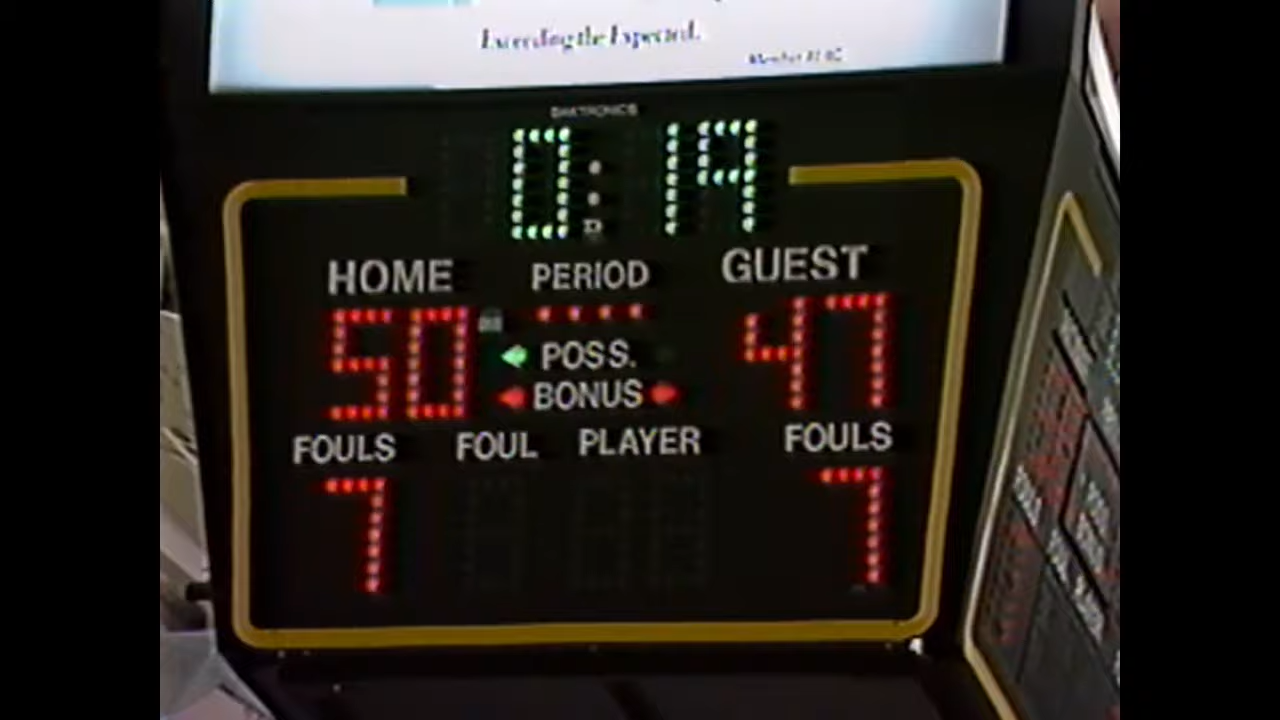 Exceeding the Expected.
DAKTRONICS
0:19
HOME PERIOD GUEST
50 47
POSS.
BONUS
FOULS FOUL PLAYER FOULS
7 7